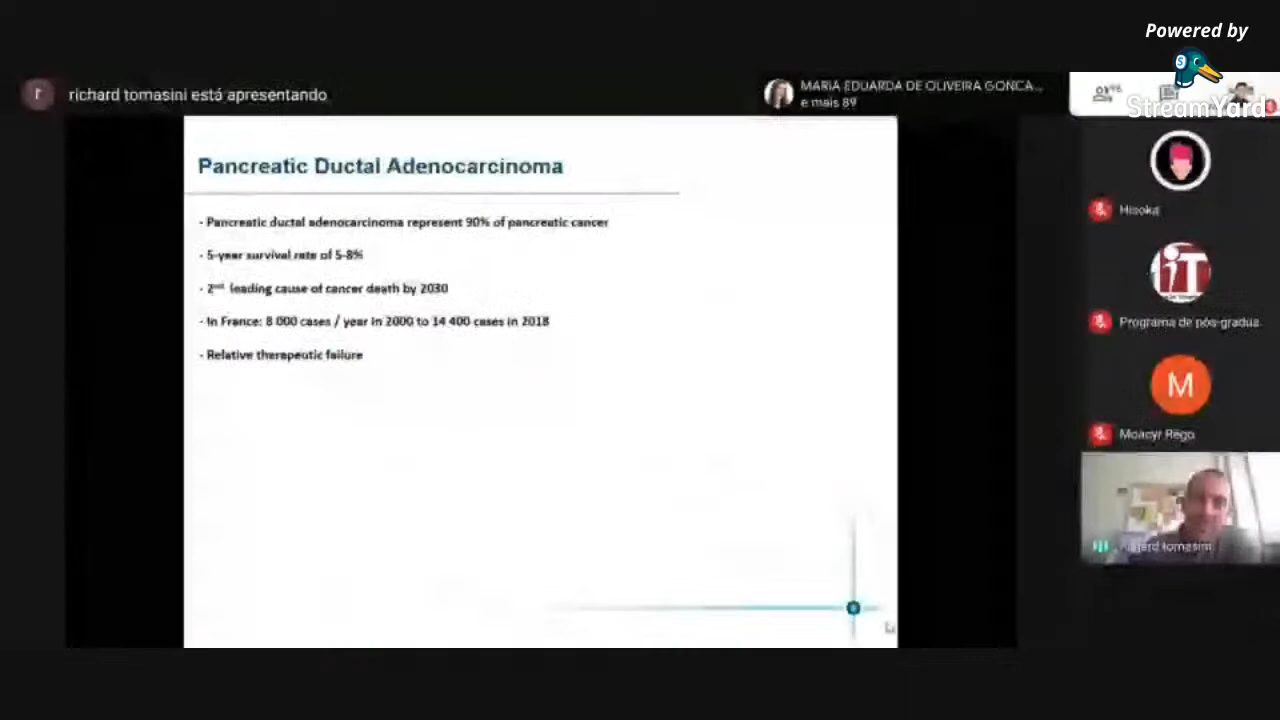 Powered by
StreamYard
richard tomasini está apresentando
MARIA EDUARDA DE OLIVEIRA GONCA...
e mais 89
Pancreatic Ductal Adenocarcinoma
- Pancreatic ductal adenocarcinoma represent 90% of pancreatic cancer
- 5-year survival rate of 5-8%
- 2nd leading cause of cancer death by 2030
- In France: 8 000 cases / year in 2000 to 14 400 cases in 2018
- Relative therapeutic failure
Hisoka
iT
Programa de pós-gradua
M
Moacyr Rêgo
richard tomasini